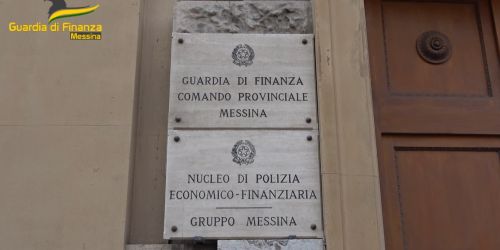 Guardia di Finanza
Messina
GUARDIA DI FINANZA
COMANDO PROVINCIALE
MESSINA
NUCLEO DI POLIZIA
ECONOMICO-FINANZIARIA
GRUPPO MESSINA